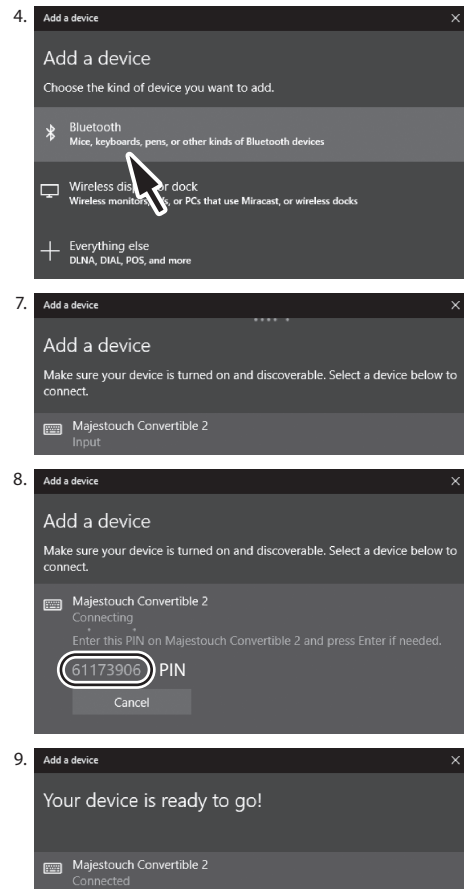 4. Add a device
Add a device
Choose the kind of device you want to add.
Bluetooth
Mice, keyboards, pens, or other kinds of Bluetooth devices
Wireless or dock
Wireless or PCs that use Miracast, or wireless docks
Everything else
DLNA, DIAL, POS, and more
7. Add a device
Add a device
Make sure your device is turned on and discoverable. Select a device below to
connect.
Majestouch Convertible 2
Input
8. Add a device
Add a device
Make sure your device is turned on and discoverable. Select a device below to
connect.
Majestouch Convertible 2
Connecting
Enter this PIN on Majestouch Convertible 2 and press Enter if needed.
61173906 PIN
Cancel
9. Add a device
Your device is ready to go!
Majestouch Convertible 2
Connected